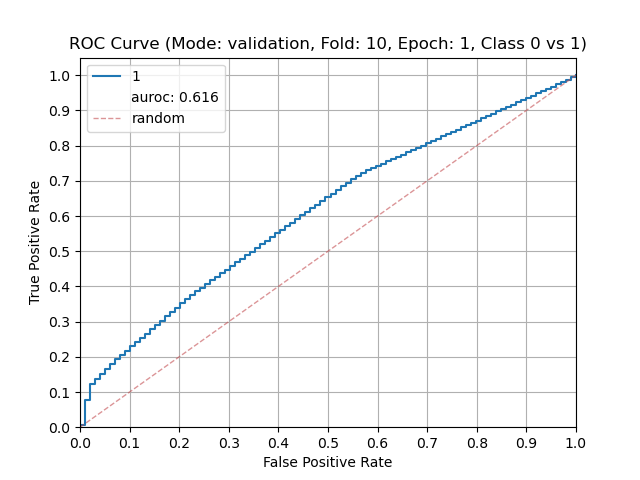 ROC Curve (Mode: validation, Fold: 10, Epoch: 1, Class 0 vs 1)
1
auroc: 0.616
random
True Positive Rate
1.0
0.9
0.8
0.7
0.6
0.5
0.4
0.3
0.2
0.1
0.0
0.0 0.1 0.2 0.3 0.4 0.5 0.6 0.7 0.8 0.9 1.0
False Positive Rate